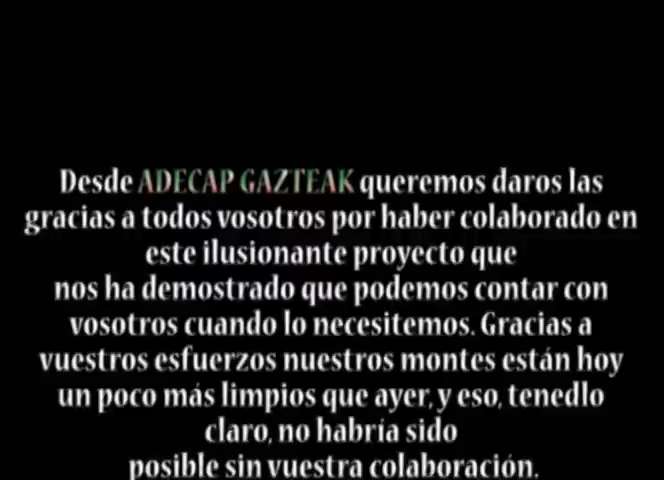 Desde ADECAP GAZTEAK queremos daros las
gracias a todos vosotros por haber colaborado en
este ilusionante proyecto que
nos ha demostrado que podemos contar con
vosotros cuando lo necesitemos. Gracias a
vuestros esfuerzos nuestros montes están hoy
un poco más limpios que ayer, y eso, tenedlo
claro, no habría sido
posible sin vuestra colaboración.